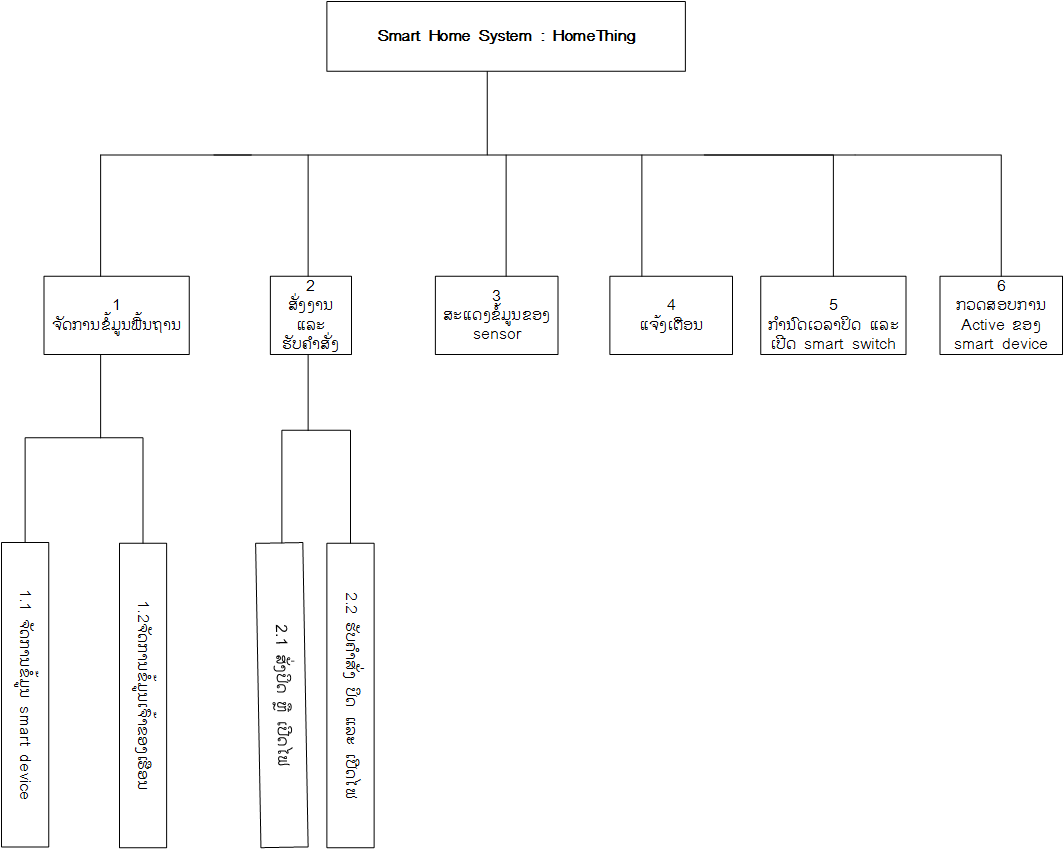 Smart Home System : HomeThing
1
ຈັດການຂໍ້ມູນພື້ນຖານ
2
ສັ່ງງານ
ແລະ
ຮັບຄຳສັ່ງ
3
ສະແດງຂໍ້ມູນຂອງ
sensor
4
ແຈ້ງເຕືອນ
5
ກຳນົດເວລາປິດ ແລະ
ເປີດ smart switch
6
ກວດສອບການ
Active ຂອງ
smart device
1.1 ຈັດການຂໍ້ມູນ smart device
1.2ຈັດການຂໍ້ມູນເຈົ້າຂອງເຮືອນ
2.1 ສັ່ງປິດ ຫຼື ເປີດໄຟ
2.2 ຮັບຄຳສັ່ງ ປິດ ແລະ ເປີດໄຟ